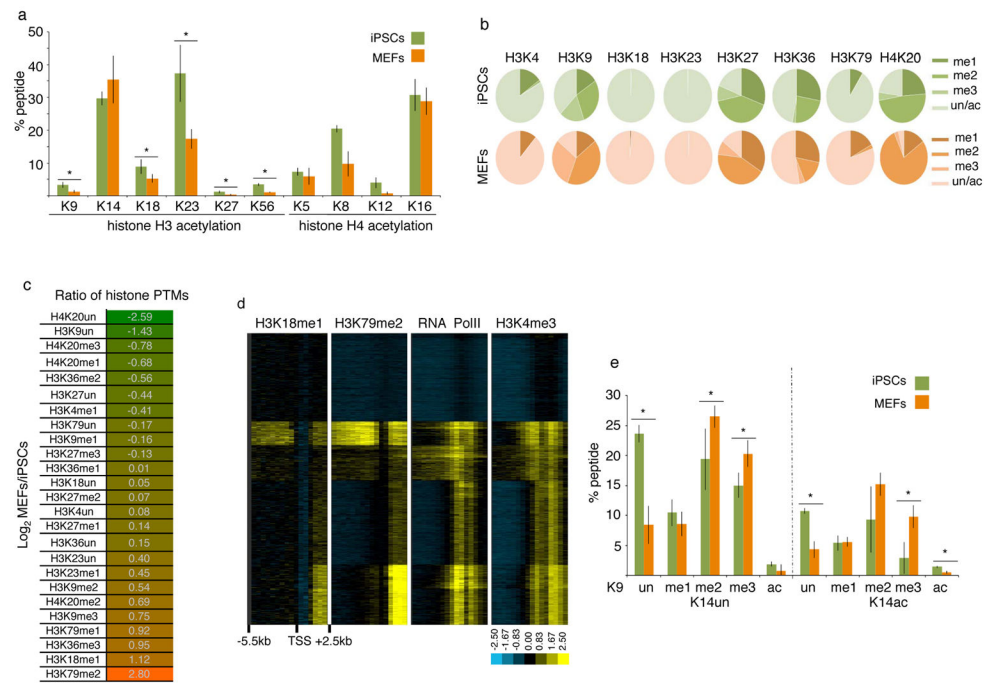 a
50
40
30
20
10
% peptide
iPSCs
MEFs
* * * * *
K9 K14 K18 K23 K27 K56 K5 K8 K12 K16
histone H3 acetylation histone H4 acetylation
b
H3K4 H3K9 H3K18 H3K23 H3K27 H3K36 H3K79 H4K20
iPSCs
me1
me2
me3
un/ac
MEFs
me1
me2
me3
un/ac
c
Ratio of histone PTMs
Log2 MEFs/iPSCs
H4K20un -2.59
H3K9un -1.43
H4K20me3 -0.78
H4K20me1 -0.68
H3K36me2 -0.56
H3K27un -0.44
H3K4me1 -0.41
H3K79un -0.17
H3K9me1 -0.16
H3K27me3 -0.13
H3K36me1 0.01
H3K18un 0.05
H3K27me2 0.07
H3K4un 0.08
H3K27me1 0.14
H3K36un 0.15
H3K23un 0.40
H3K23me1 0.45
H3K9me2 0.54
H4K20me2 0.69
H3K9me3 0.75
H3K79me1 0.92
H3K36me3 0.95
H3K18me1 1.12
H3K79me2 2.80
d
H3K18me1 H3K79me2 RNA PolII H3K4me3
-5.5kb TSS +2.5kb
-2.50 -1.67 -0.83 0.00 0.83 1.67 2.50
e
iPSCs
MEFs
30
25
20
15
10
5
% peptide
* * * * * *
K9 un me1 me2 me3 ac un me1 me2 me3 ac
K14un K14ac